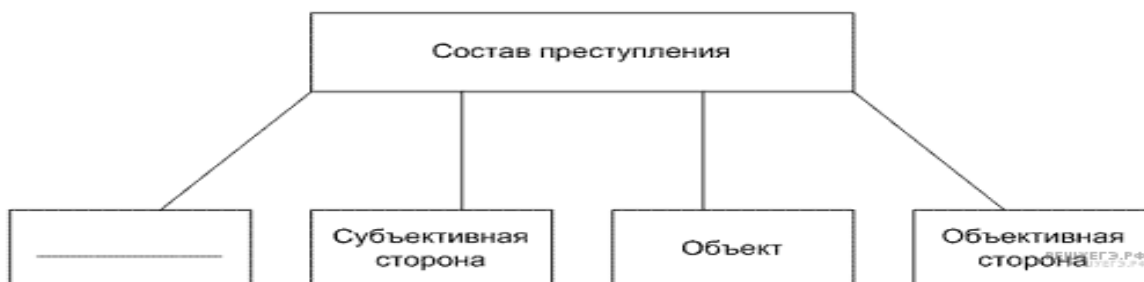 Состав преступления
Субъективная
сторона
Объект
Объективная
сторона